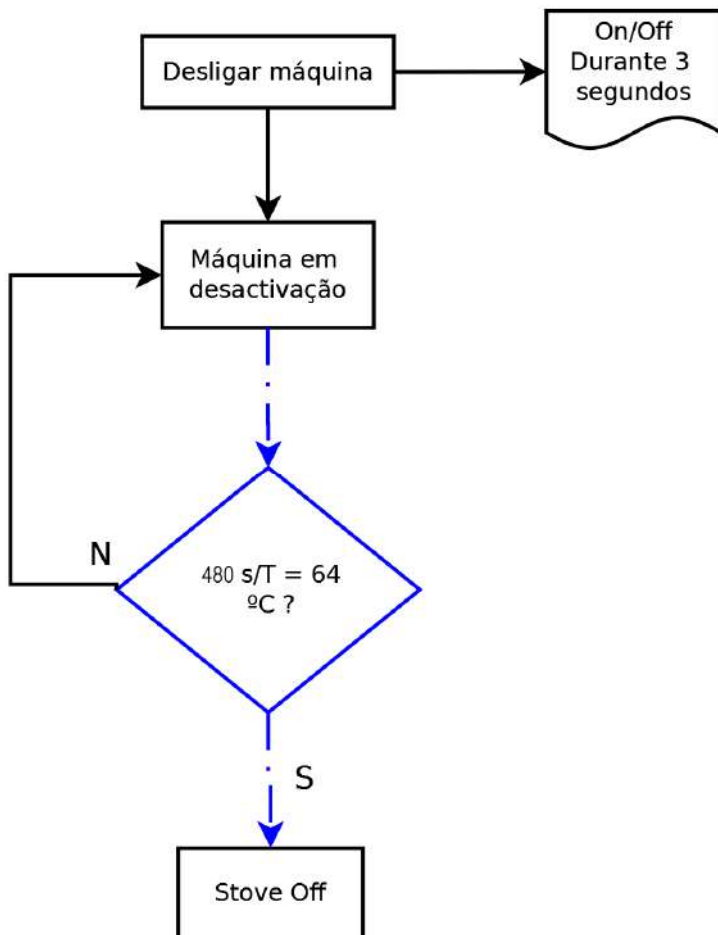 Desligar máquina
On/Off
Durante 3
segundos
Máquina em
desactivação
N
480 s/T = 64
ºC ?
S
Stove Off